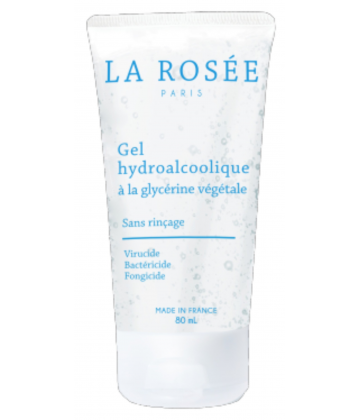 LA ROSÉE
PARIS
Gel
hydroalcoolique
à la glycérine végétale
Sans rinçage
Virucide
Bactéricide
Fongicide
MADE IN FRANCE
80 mL